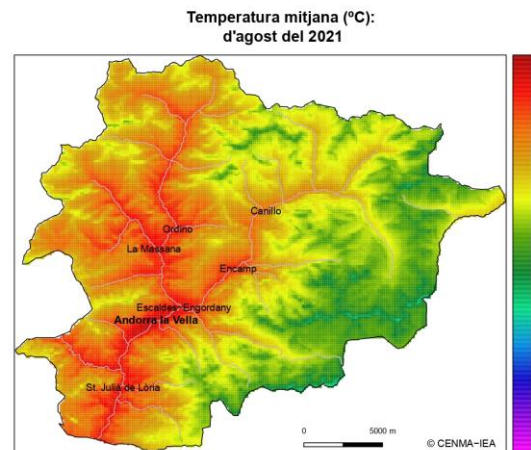 Temperatura mitjana (ºC):
d'agost del 2021
Canillo
Ordino
La Massana
Encamp
Escaldes-Engordany
Andorra la Vella
St. Julià de Lòria
0 5000 m
© CENMA-IEA